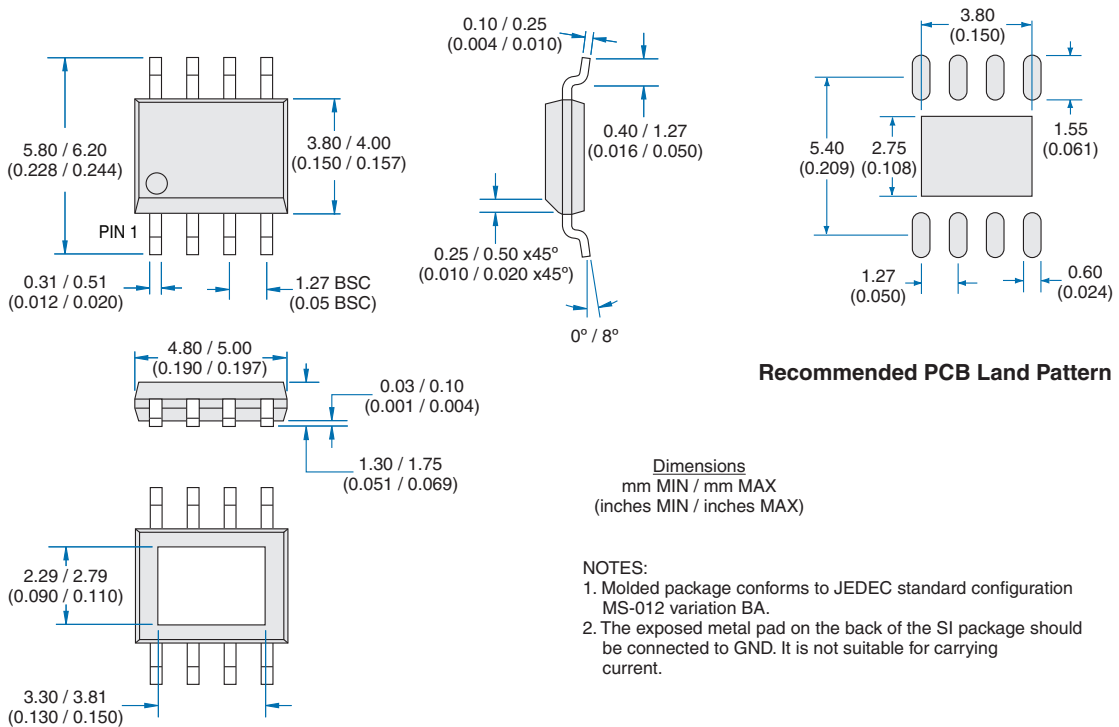 0.10 / 0.25
(0.004 / 0.010)
3.80
(0.150)
5.80 / 6.20
(0.228 / 0.244)
3.80 / 4.00
(0.150 / 0.157)
0.40 / 1.27
(0.016 / 0.050)
5.40
(0.209)
2.75
(0.108)
1.55
(0.061)
PIN 1
0.25 / 0.50 x45º
(0.010 / 0.020 x45º)
0.31 / 0.51
(0.012 / 0.020)
1.27 BSC
(0.05 BSC)
1.27
(0.050)
0.60
(0.024)
0º / 8º
4.80 / 5.00
(0.190 / 0.197)
0.03 / 0.10
(0.001 / 0.004)
Recommended PCB Land Pattern
1.30 / 1.75
(0.051 / 0.069)
Dimensions
mm MIN / mm MAX
(inches MIN / inches MAX)
2.29 / 2.79
(0.090 / 0.110)
NOTES:
1. Molded package conforms to JEDEC standard configuration
MS-012 variation BA.
2. The exposed metal pad on the back of the SI package should
be connected to GND. It is not suitable for carrying
current.
3.30 / 3.81
(0.130 / 0.150)